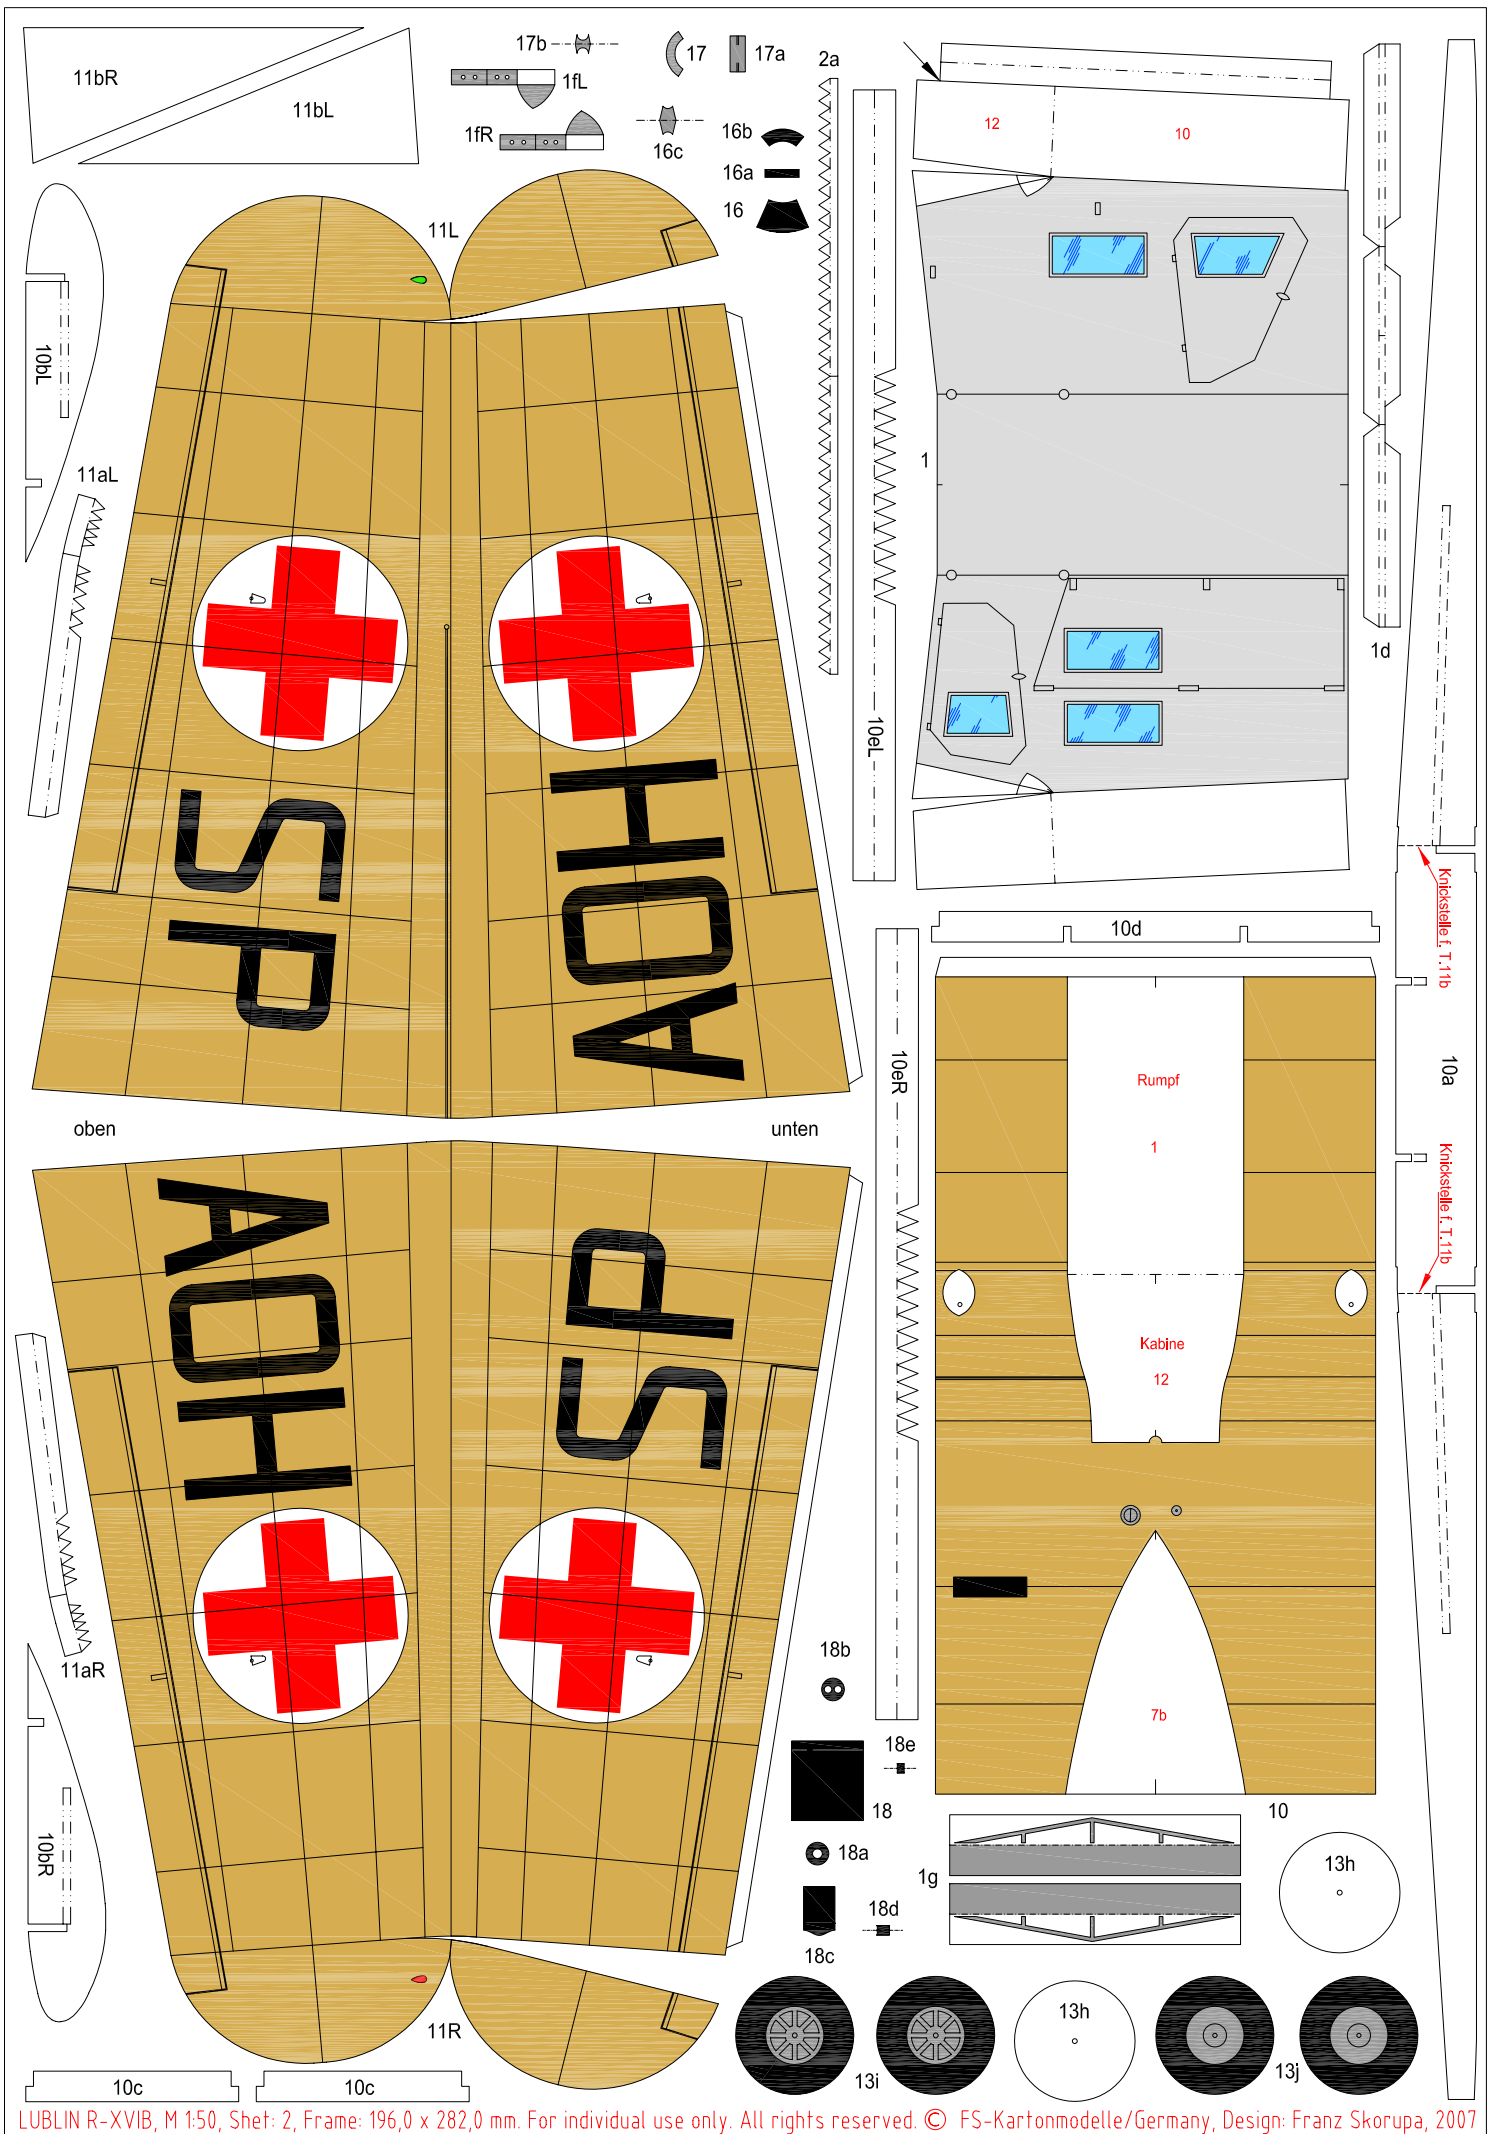 11bR
11bL
17b
17
17a
1fL
1fR
16c
16b
16a
16
2a
12
10
11L
10bL
11aL
1
1d
10eL
SP
AOH
Knickstelle f. T.11b
10d
10eR
Rumpf
1
10a
oben
unten
Knickstelle f. T.11b
AOH
SP
Kabine
12
11aR
10bR
18b
18e
18
18a
18d
18c
7b
10
1g
13h
11R
13i
13h
13j
10c
10c
LUBLIN R-XVIB, M 1:50, Shet: 2, Frame: 196,0 x 282,0 mm. For individual use only. All rights reserved. © FS-Kartonmodelle/Germany, Design: Franz Skorupa, 2007